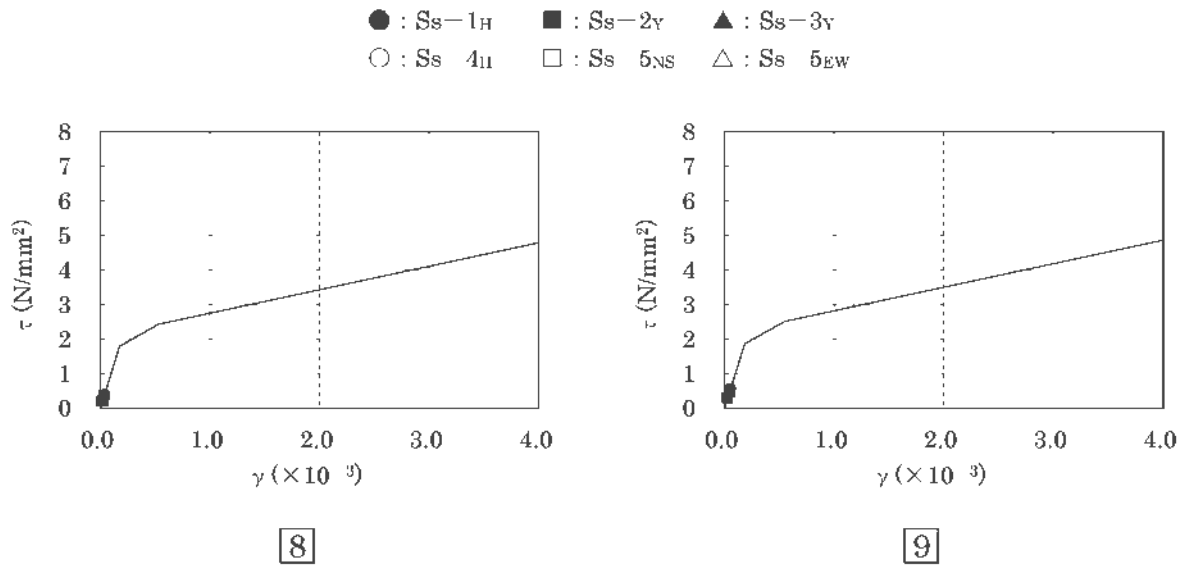 ● : Ss－1H ■ : Ss－2Y ▲ : Ss－3Y
○ : Ss 4H □ : Ss 5NS △ : Ss 5EW
8 8
7 7
6 6
5 5
4 4
3 3
2 2
1 1
0 0
τ (N/mm²) τ (N/mm²)
0.0 1.0 2.0 3.0 4.0 0.0 1.0 2.0 3.0 4.0
γ (×10⁻³) γ (×10⁻³)
8 9